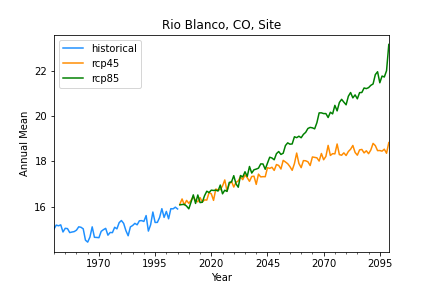 Rio Blanco, CO, Site
historical
rcp45
rcp85
Annual Mean
22
20
18
16
1970 1995 2020 2045 2070 2095
Year